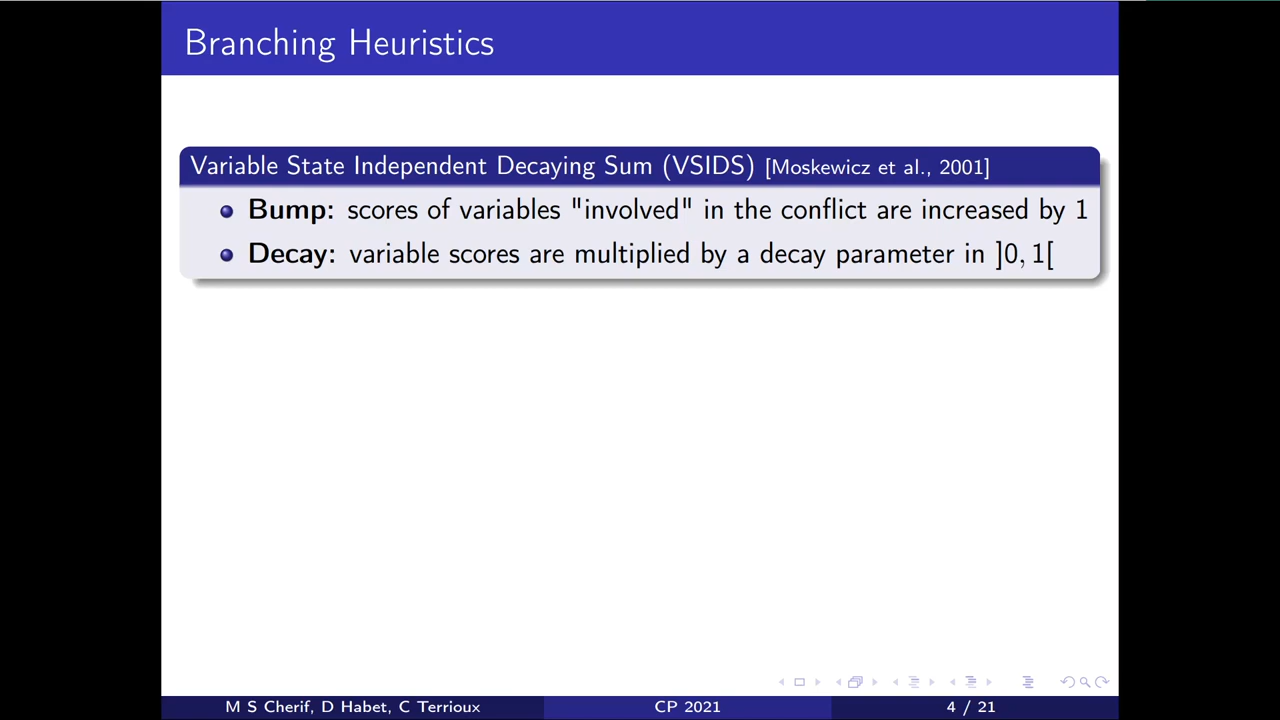 Branching Heuristics
Variable State Independent Decaying Sum (VSIDS) [Moskewicz et al., 2001]
Bump: scores of variables "involved" in the conflict are increased by 1
Decay: variable scores are multiplied by a decay parameter in ]0, 1[
M S Cherif, D Habet, C Terrioux CP 2021 4 / 21